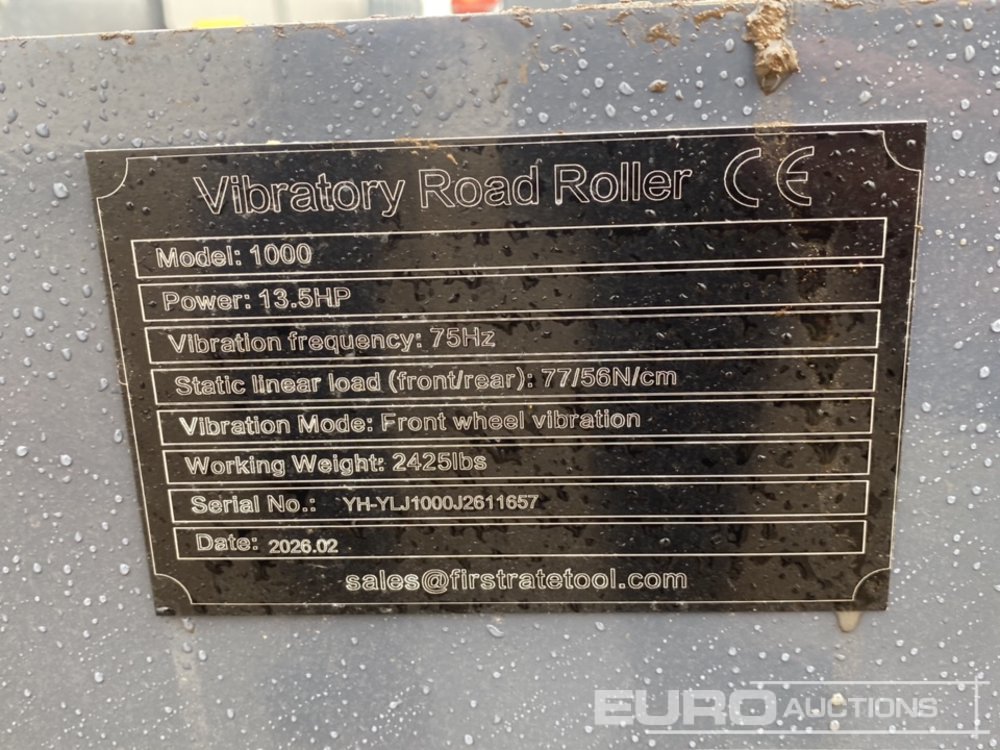 Vibratory Road Roller CE
Model: 1000
Power: 13.5HP
Vibration frequency: 75Hz
Static linear load (front/rear): 77/56N/cm
Vibration Mode: Front wheel vibration
Working Weight: 2425lbs
Serial No.: YH-YLJ1000J2611657
Date: 2026.02
sales@firstratetool.com
EURO AUCTIONS